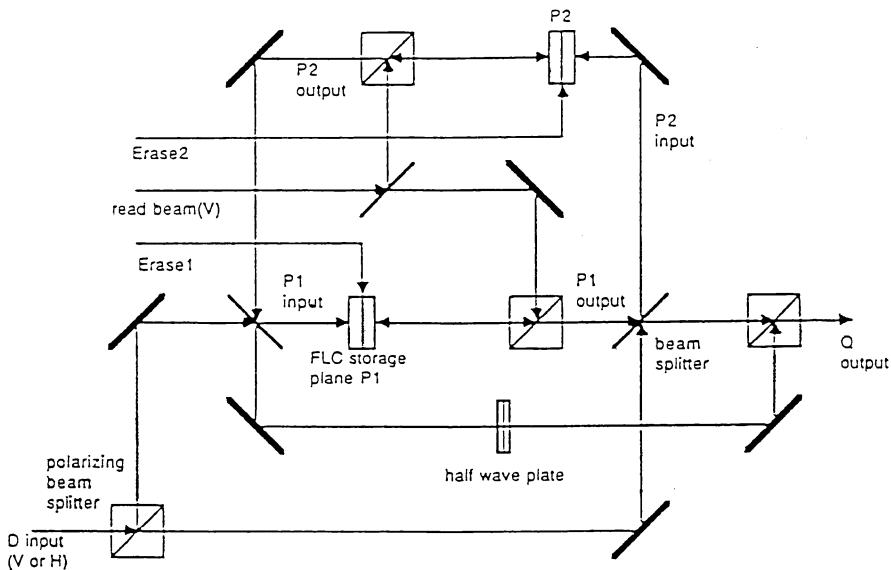 P2
P2
output
P2
input
Erase2
read beam(V)
Erase1
P1
input
P1
output
FLC storage
plane P1
beam
splitter
Q
output
half wave plate
polarizing
beam
splitter
D input
(V or H)